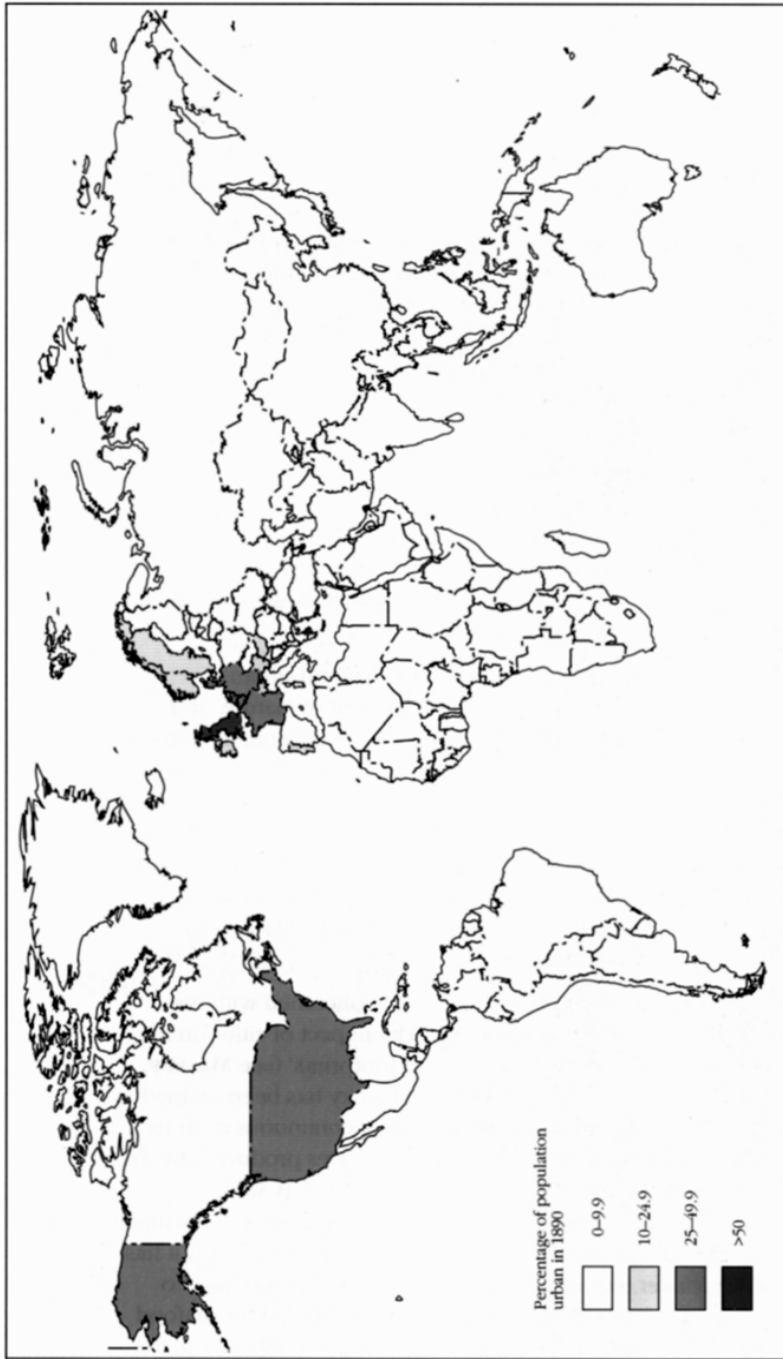 Percentage of population
urban in 1890
0–9.9
10–24.9
25–49.9
>50